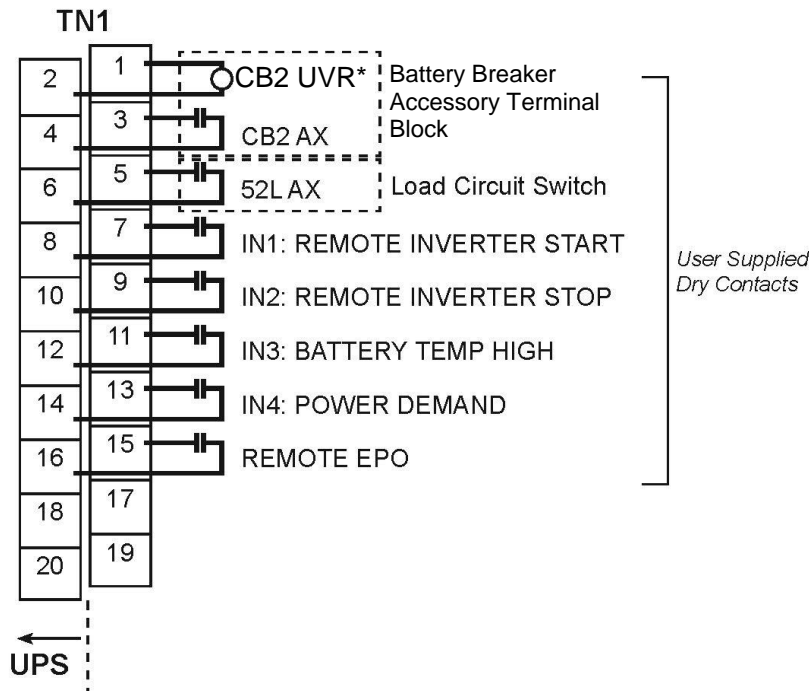 TN1
1
2
CB2 UVR*
Battery Breaker
Accessory Terminal
Block
3
4
CB2 AX
5
6
52L AX
Load Circuit Switch
7
8
IN1: REMOTE INVERTER START
User Supplied
Dry Contacts
9
10
IN2: REMOTE INVERTER STOP
11
12
IN3: BATTERY TEMP HIGH
13
14
IN4: POWER DEMAND
15
16
REMOTE EPO
17
18
19
20
UPS